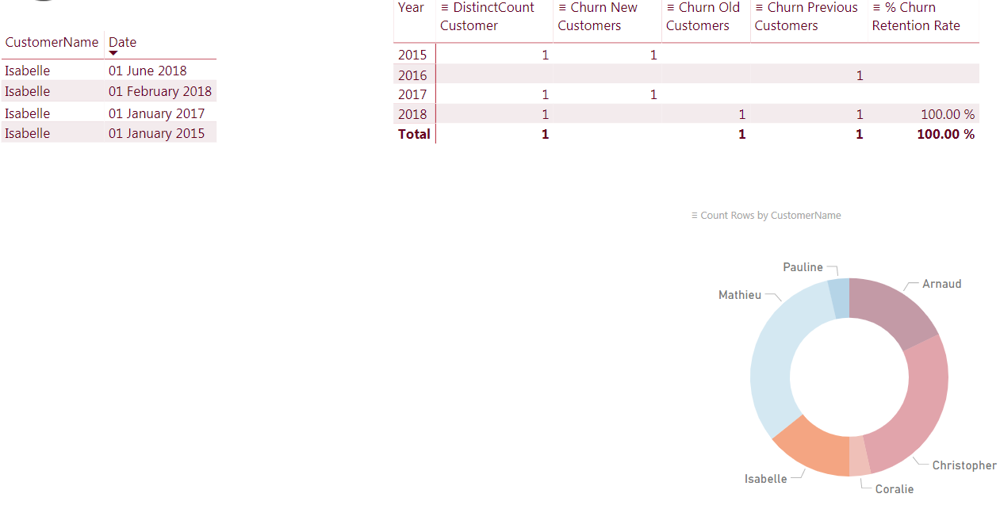 CustomerName Date
Isabelle 01 June 2018
Isabelle 01 February 2018
Isabelle 01 January 2017
Isabelle 01 January 2015
Year ≡ DistinctCount ≡ Churn New ≡ Churn Old ≡ Churn Previous ≡ % Churn
Customer Customers Customers Customers Retention Rate
2015 1 1
2016 1
2017 1 1
2018 1 1 1 100.00 %
Total 1 1 1 100.00 %
≡ Count Rows by CustomerName
Pauline
Arnaud
Mathieu
Christopher
Isabelle
Coralie